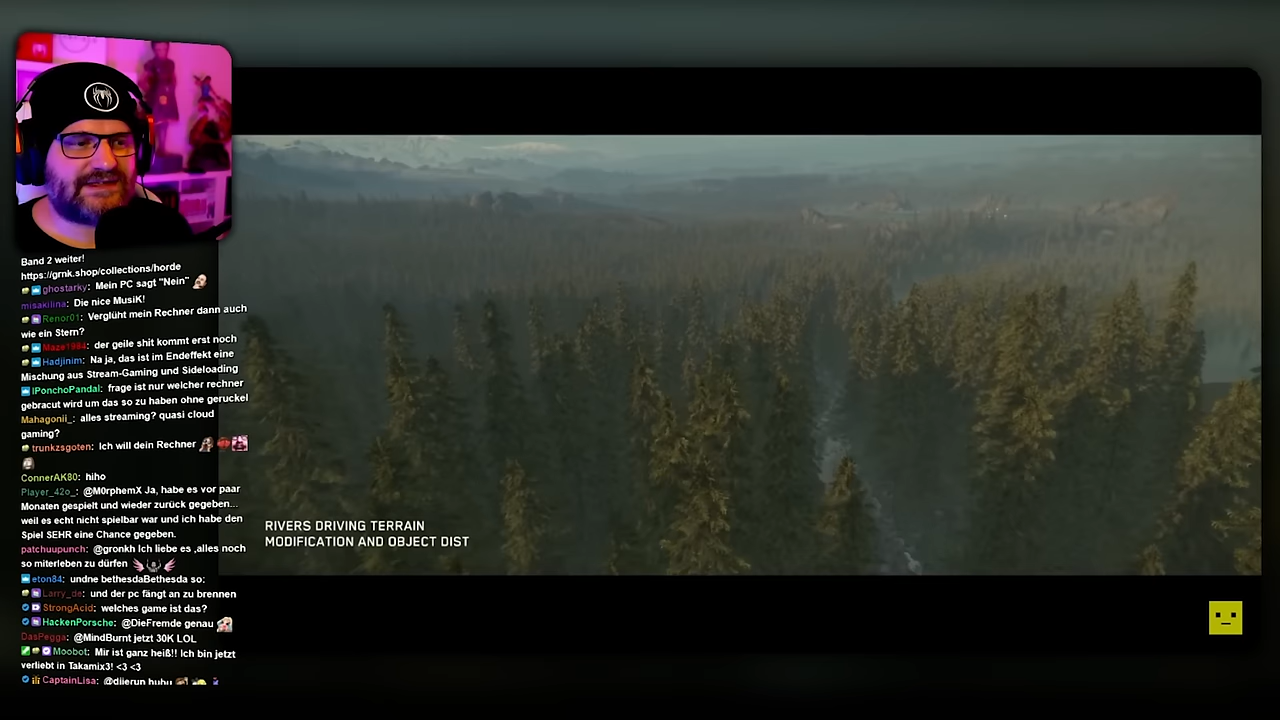 Band 2 weiter!
https://grnk.shop/collections/horde
ghostarky: Mein PC sagt "Nein"
misakilina: Die nice MusiK!
Renor01: Verglüht mein Rechner dann auch
wie ein Stern?
Maze1984: der geile shit kommt erst noch
Hadjinim: Na ja, das ist im Endeffekt eine
Mischung aus Stream-Gaming und Sideloading
IPonchoPandaI: frage ist nur welcher rechner
gebracut wird um das so zu haben ohne geruckel
Mahagonii_: alles streaming? quasi cloud
gaming?
trunkzsgoten: Ich will dein Rechner
ConnerAK80: hiho
Player_42o_: @M0rphemX Ja, habe es vor paar
Monaten gespielt und wieder zurück gegeben...
weil es echt nicht spielbar war und ich habe den
Spiel SEHR eine Chance gegeben.
patchuupunch: @gronkh Ich liebe es ,alles noch
so miterleben zu dürfen
eton84: undne bethesdaBethesda so:
Larry_de: und der pc fängt an zu brennen
StrongAcid: welches game ist das?
HackenPorsche: @DieFremde genau
DasPegga: @MindBurnt jetzt 30K LOL
Moobot: Mir ist ganz heiß!! Ich bin jetzt
verliebt in Takamix3! <3 <3
CaptainLisa: @dijerun huhu
RIVERS DRIVING TERRAIN
MODIFICATION AND OBJECT DIST